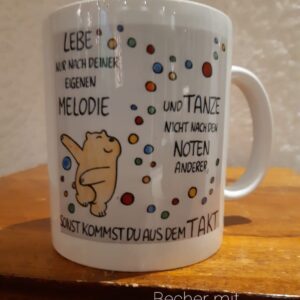 LEBE
NUR NACH DEINER
EIGENEN
MELODIE
UND TANZE
NICHT NACH DEN
NOTEN
ANDERER,
SONST KOMMST DU AUS DEM TAKT
Becher mit